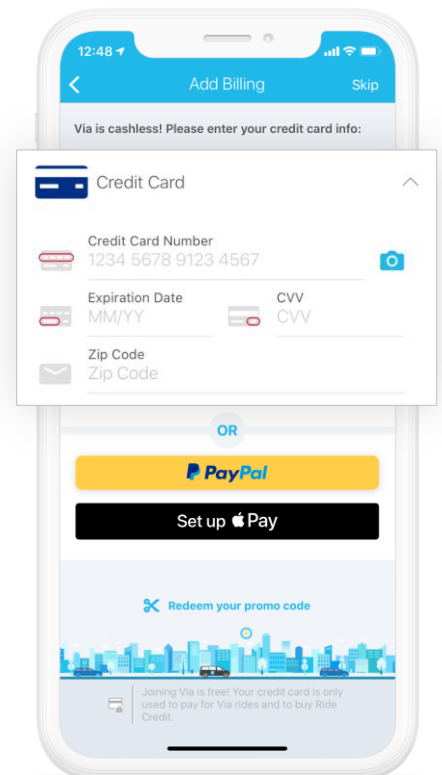 12:48
Add Billing Skip
Via is cashless! Please enter your credit card info:
Credit Card
Credit Card Number
1234 5678 9123 4567
Expiration Date CVV
MM/YY CVV
Zip Code
Zip Code
OR
PayPal
Set up Pay
Redeem your promo code
Joining Via is free! Your credit card is only
used to pay for Via rides and to buy Ride
Credit.